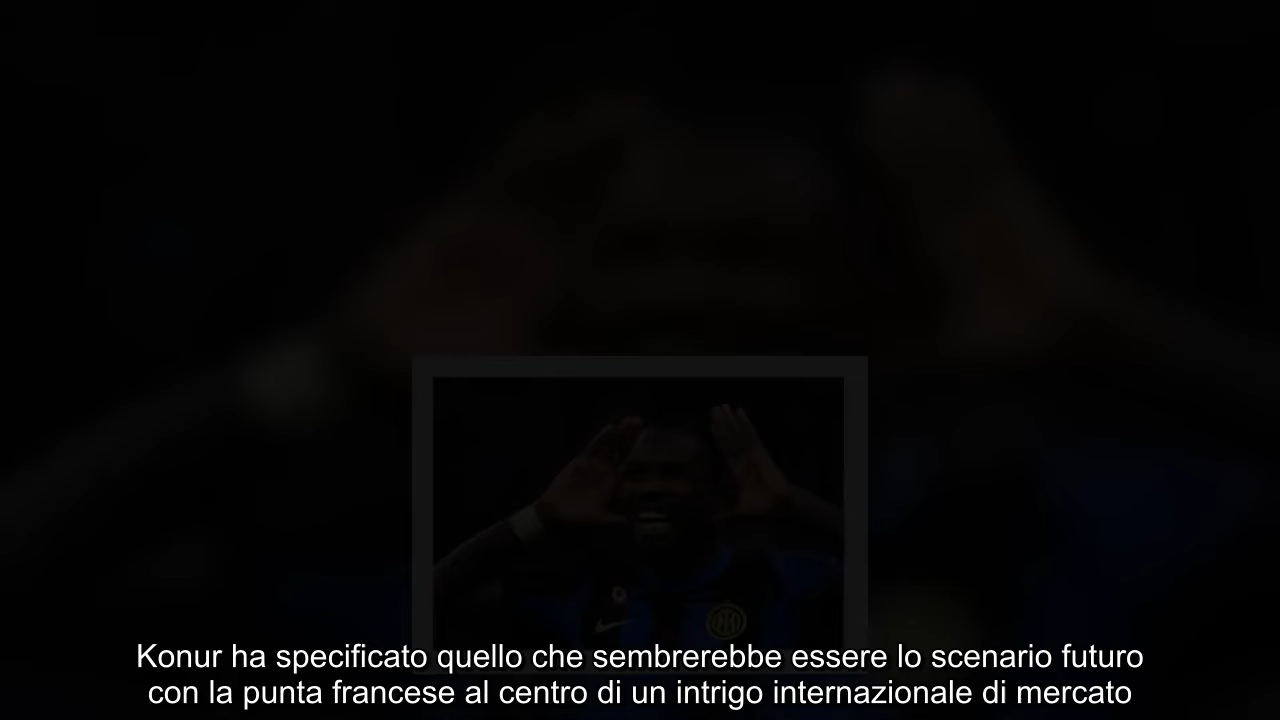 Konur ha specificato quello che sembrerebbe essere lo scenario futuro
con la punta francese al centro di un intrigo internazionale di mercato